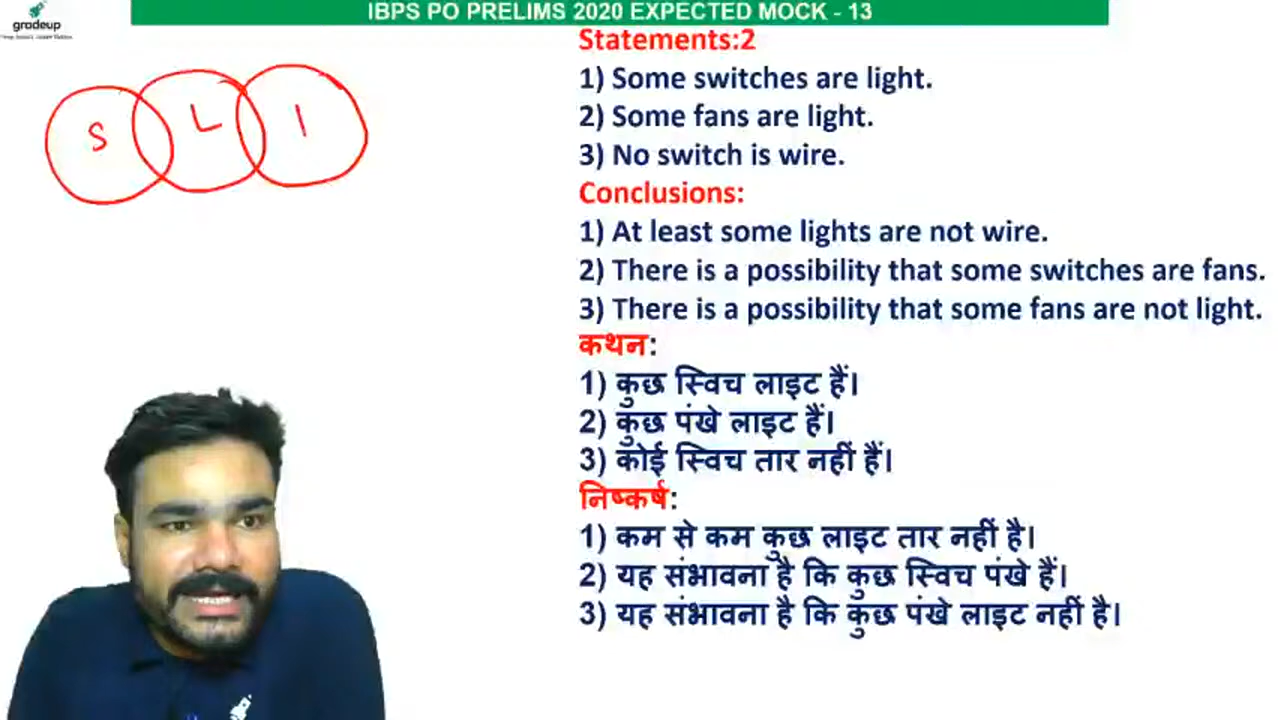 gradeup
IBPS PO PRELIMS 2020 EXPECTED MOCK - 13
S L I
Statements:2
1) Some switches are light.
2) Some fans are light.
3) No switch is wire.
Conclusions:
1) At least some lights are not wire.
2) There is a possibility that some switches are fans.
3) There is a possibility that some fans are not light.
कथन:
1) कुछ स्विच लाइट हैं।
2) कुछ पंखे लाइट हैं।
3) कोई स्विच तार नहीं हैं।
निष्कर्ष:
1) कम से कम कुछ लाइट तार नहीं है।
2) यह संभावना है कि कुछ स्विच पंखे हैं।
3) यह संभावना है कि कुछ पंखे लाइट नहीं है।